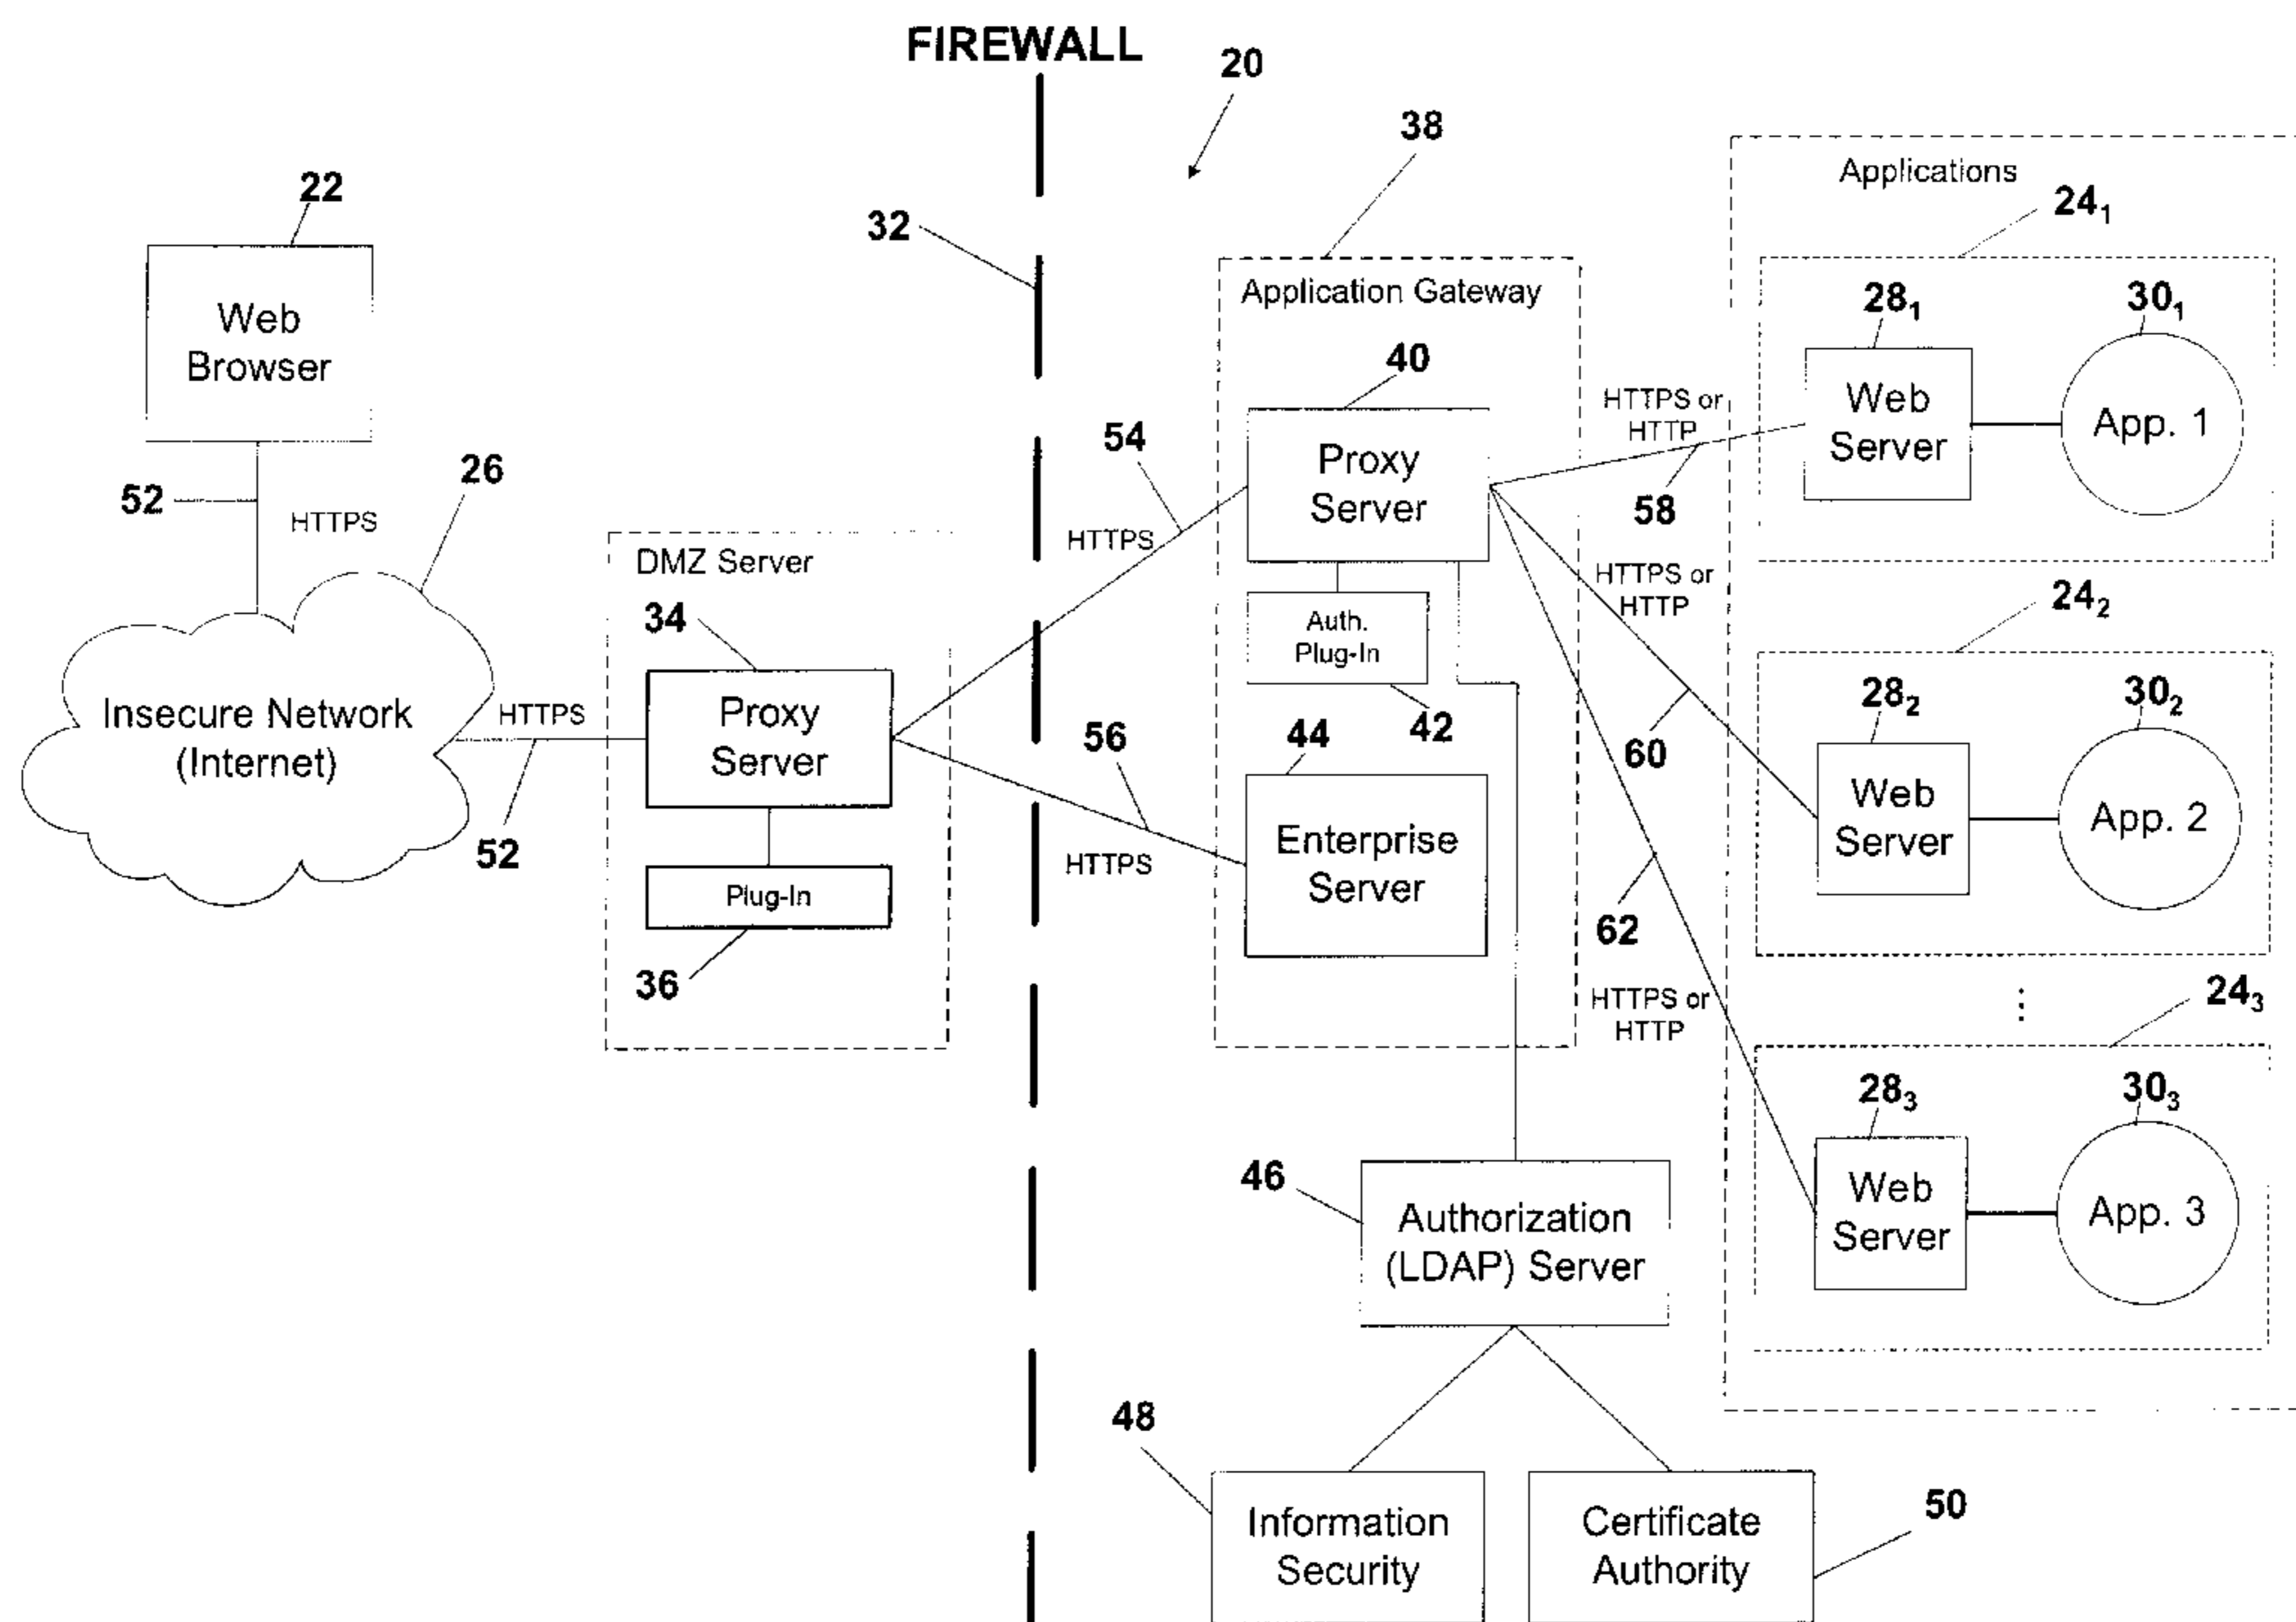 FIREWALL
20
38
Applications
24₁
22
32
Application Gateway
28₁
30₁
Web
Browser
40
HTTPS or
HTTP
Web
Server
App. 1
54
Proxy
Server
58
52
HTTPS
26
HTTPS
DMZ Server
34
HTTPS or
HTTP
24₂
Auth.
Plug-In
42
28₂
30₂
Insecure Network
(Internet)
HTTPS
52
Proxy
Server
56
44
60
Web
Server
App. 2
HTTPS
Enterprise
Server
Plug-In
36
62
HTTPS or
HTTP
⋮
24₃
28₃
30₃
46
Authorization
(LDAP) Server
Web
Server
App. 3
48
Information
Security
Certificate
Authority
50